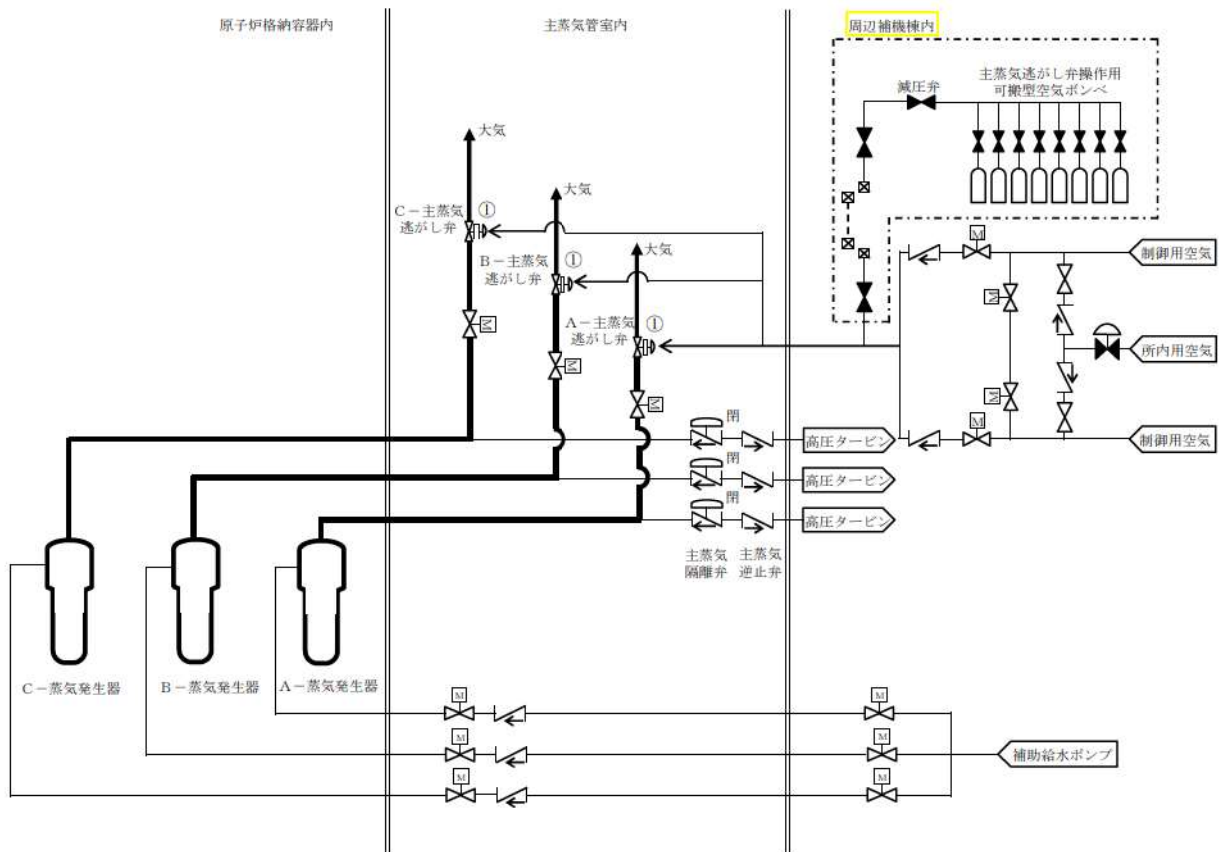 原子炉格納容器内
主蒸気管室内
周辺補機棟内
主蒸気逃がし弁操作用
可搬型空気ボンベ
減圧弁
大気
C－主蒸気
逃がし弁
①
大気
B－主蒸気
逃がし弁
①
大気
A－主蒸気
逃がし弁
①
M
M
M
M
制御用空気
M
所内用空気
M
M
制御用空気
閉
高圧タービン
閉
高圧タービン
閉
高圧タービン
主蒸気
隔離弁
主蒸気
逆止弁
C－蒸気発生器
B－蒸気発生器
A－蒸気発生器
M
M
M
M
補助給水ポンプ
M
M